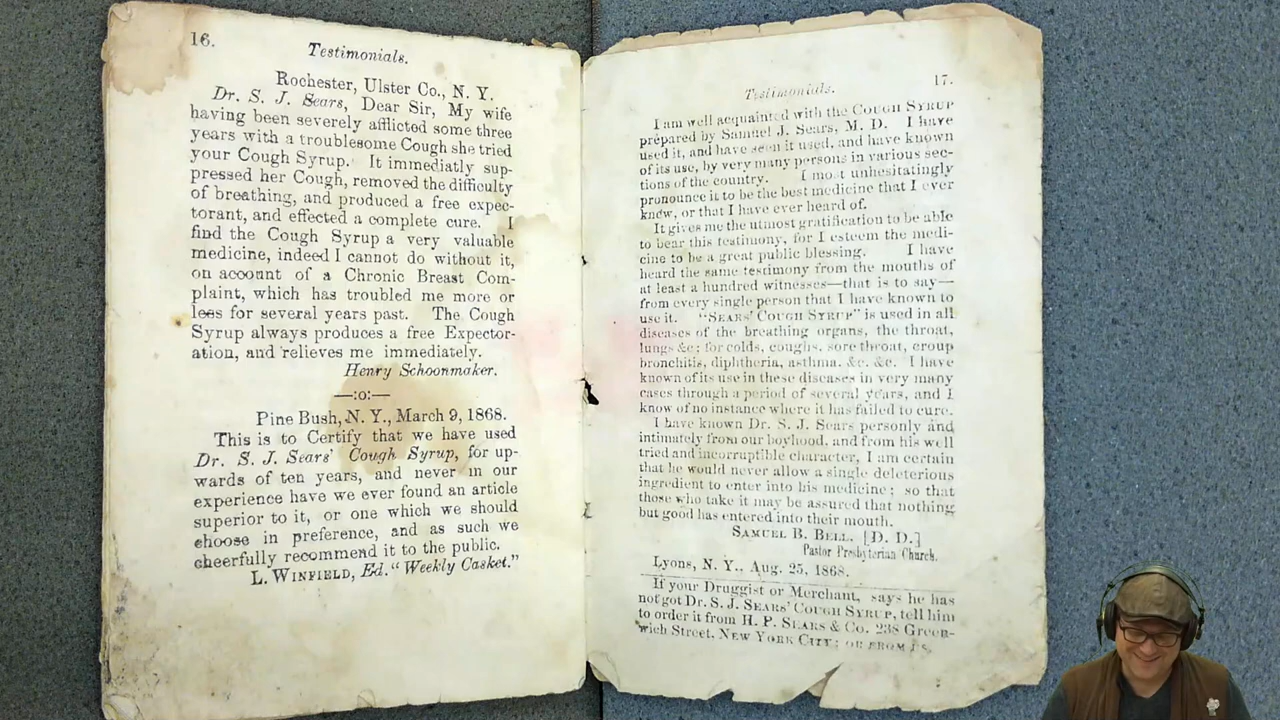 16.
Testimonials.
Rochester, Ulster Co., N. Y.
Dr. S. J. Sears, Dear Sir, My wife
having been severely afflicted some three
years with a troublesome Cough she tried
your Cough Syrup. It immediatly sup-
pressed her Cough, removed the difficulty
of breathing, and produced a free expec-
torant, and effected a complete cure. I
find the Cough Syrup a very valuable
medicine, indeed I cannot do without it,
on account of a Chronic Breast Com-
plaint, which has troubled me more or
less for several years past. The Cough
Syrup always produces a free Expector-
ation, and relieves me immediately.
Henry Schoonmaker.
—:o:—
Pine Bush, N. Y., March 9, 1868.
This is to Certify that we have used
Dr. S. J. Sears' Cough Syrup, for up-
wards of ten years, and never in our
experience have we ever found an article
superior to it, or one which we should
choose in preference, and as such we
cheerfully recommend it to the public.
L. WINFIELD, Ed. "Weekly Casket."
17.
Testimonials.
I am well acquainted with the COUGH SYRUP
prepared by Samuel J. Sears, M. D. I have
used it, and have seen it used, and have known
of its use, by very many persons in various sec-
tions of the country. I most unhesitatingly
pronounce it to be the best medicine that I ever
knew, or that I have ever heard of.
It gives me the utmost gratification to be able
to bear this testimony, for I esteem the medi-
cine to be a great public blessing. I have
heard the same testimony from the mouths of
at least a hundred witnesses—that is to say—
from every single person that I have known to
use it. "SEARS' COUGH SYRUP" is used in all
diseases of the breathing organs, the throat,
lungs &c; for colds, coughs, sore throat, croup
bronchitis, diphtheria, asthma, &c. &c. I have
known of its use in these diseases in very many
cases through a period of several years, and I
know of no instance where it has failed to cure.
I have known Dr. S. J. Sears personly and
intimately from our boyhood, and from his well
tried and incorruptible character, I am certain
that he would never allow a single deleterious
ingredient to enter into his medicine; so that
those who take it may be assured that nothing
but good has entered into their mouth.
SAMUEL B. BELL. [D. D.]
Pastor Presbyterian Church.
Lyons, N. Y., Aug. 25, 1868.
If your Druggist or Merchant, says he has
not got Dr. S. J. SEARS' COUGH SYRUP, tell him
to order it from H. P. SEARS & Co. 238 Green-
wich Street, NEW YORK CITY; OR FROM US.